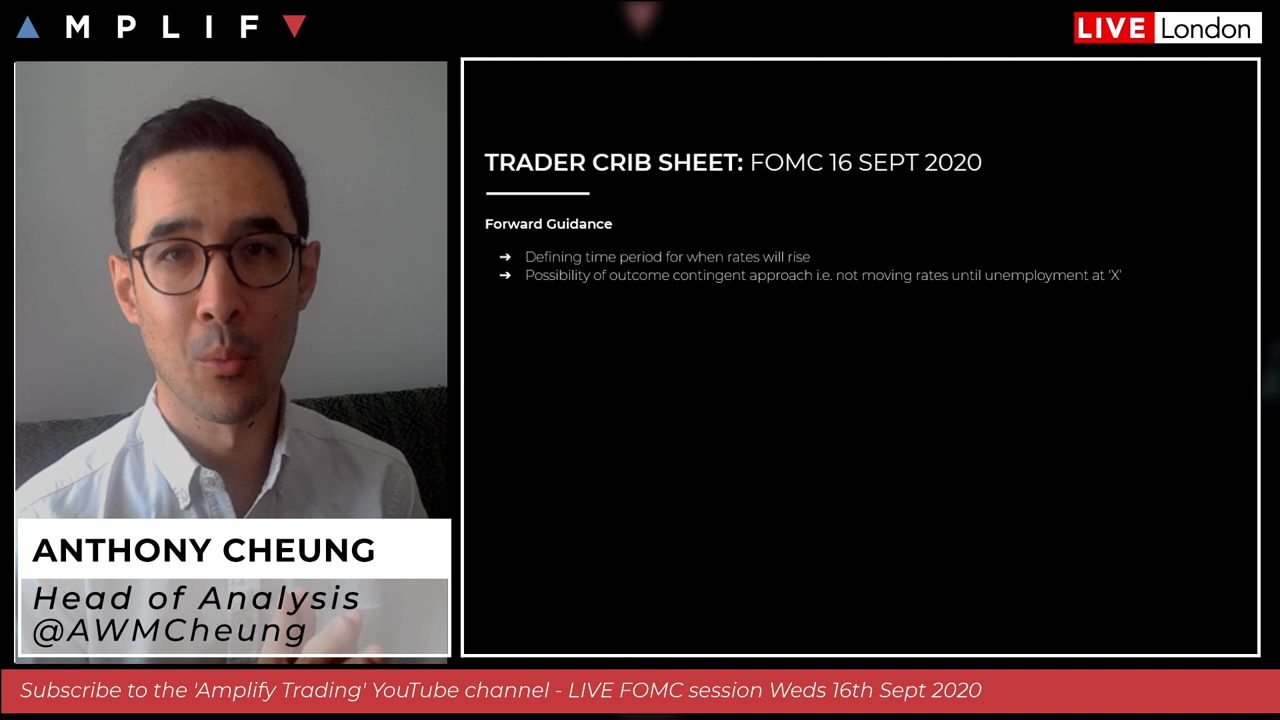 AMPLIFY
LIVE London
TRADER CRIB SHEET: FOMC 16 SEPT 2020
Forward Guidance
➔ Defining time period for when rates will rise
➔ Possibility of outcome contingent approach i.e. not moving rates until unemployment at 'X'
ANTHONY CHEUNG
Head of Analysis
@AWMCheung
Subscribe to the 'Amplify Trading' YouTube channel - LIVE FOMC session Weds 16th Sept 2020